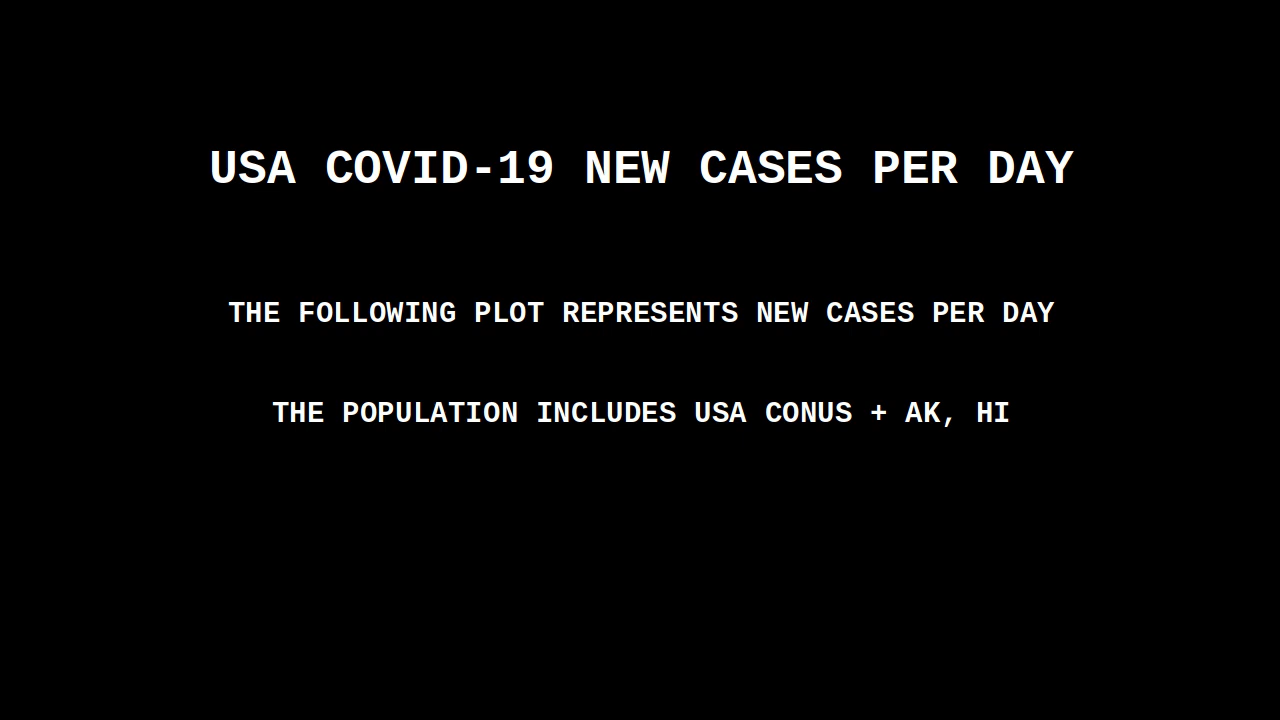 USA COVID-19 NEW CASES PER DAY
THE FOLLOWING PLOT REPRESENTS NEW CASES PER DAY
THE POPULATION INCLUDES USA CONUS + AK, HI